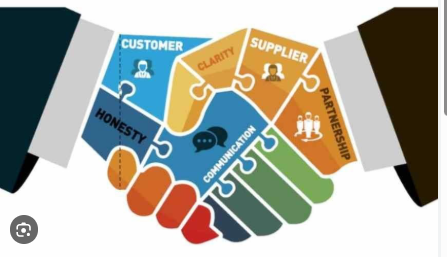 CUSTOMER
CLARITY
SUPPLIER
HONESTY
COMMUNICATION
PARTNERSHIP